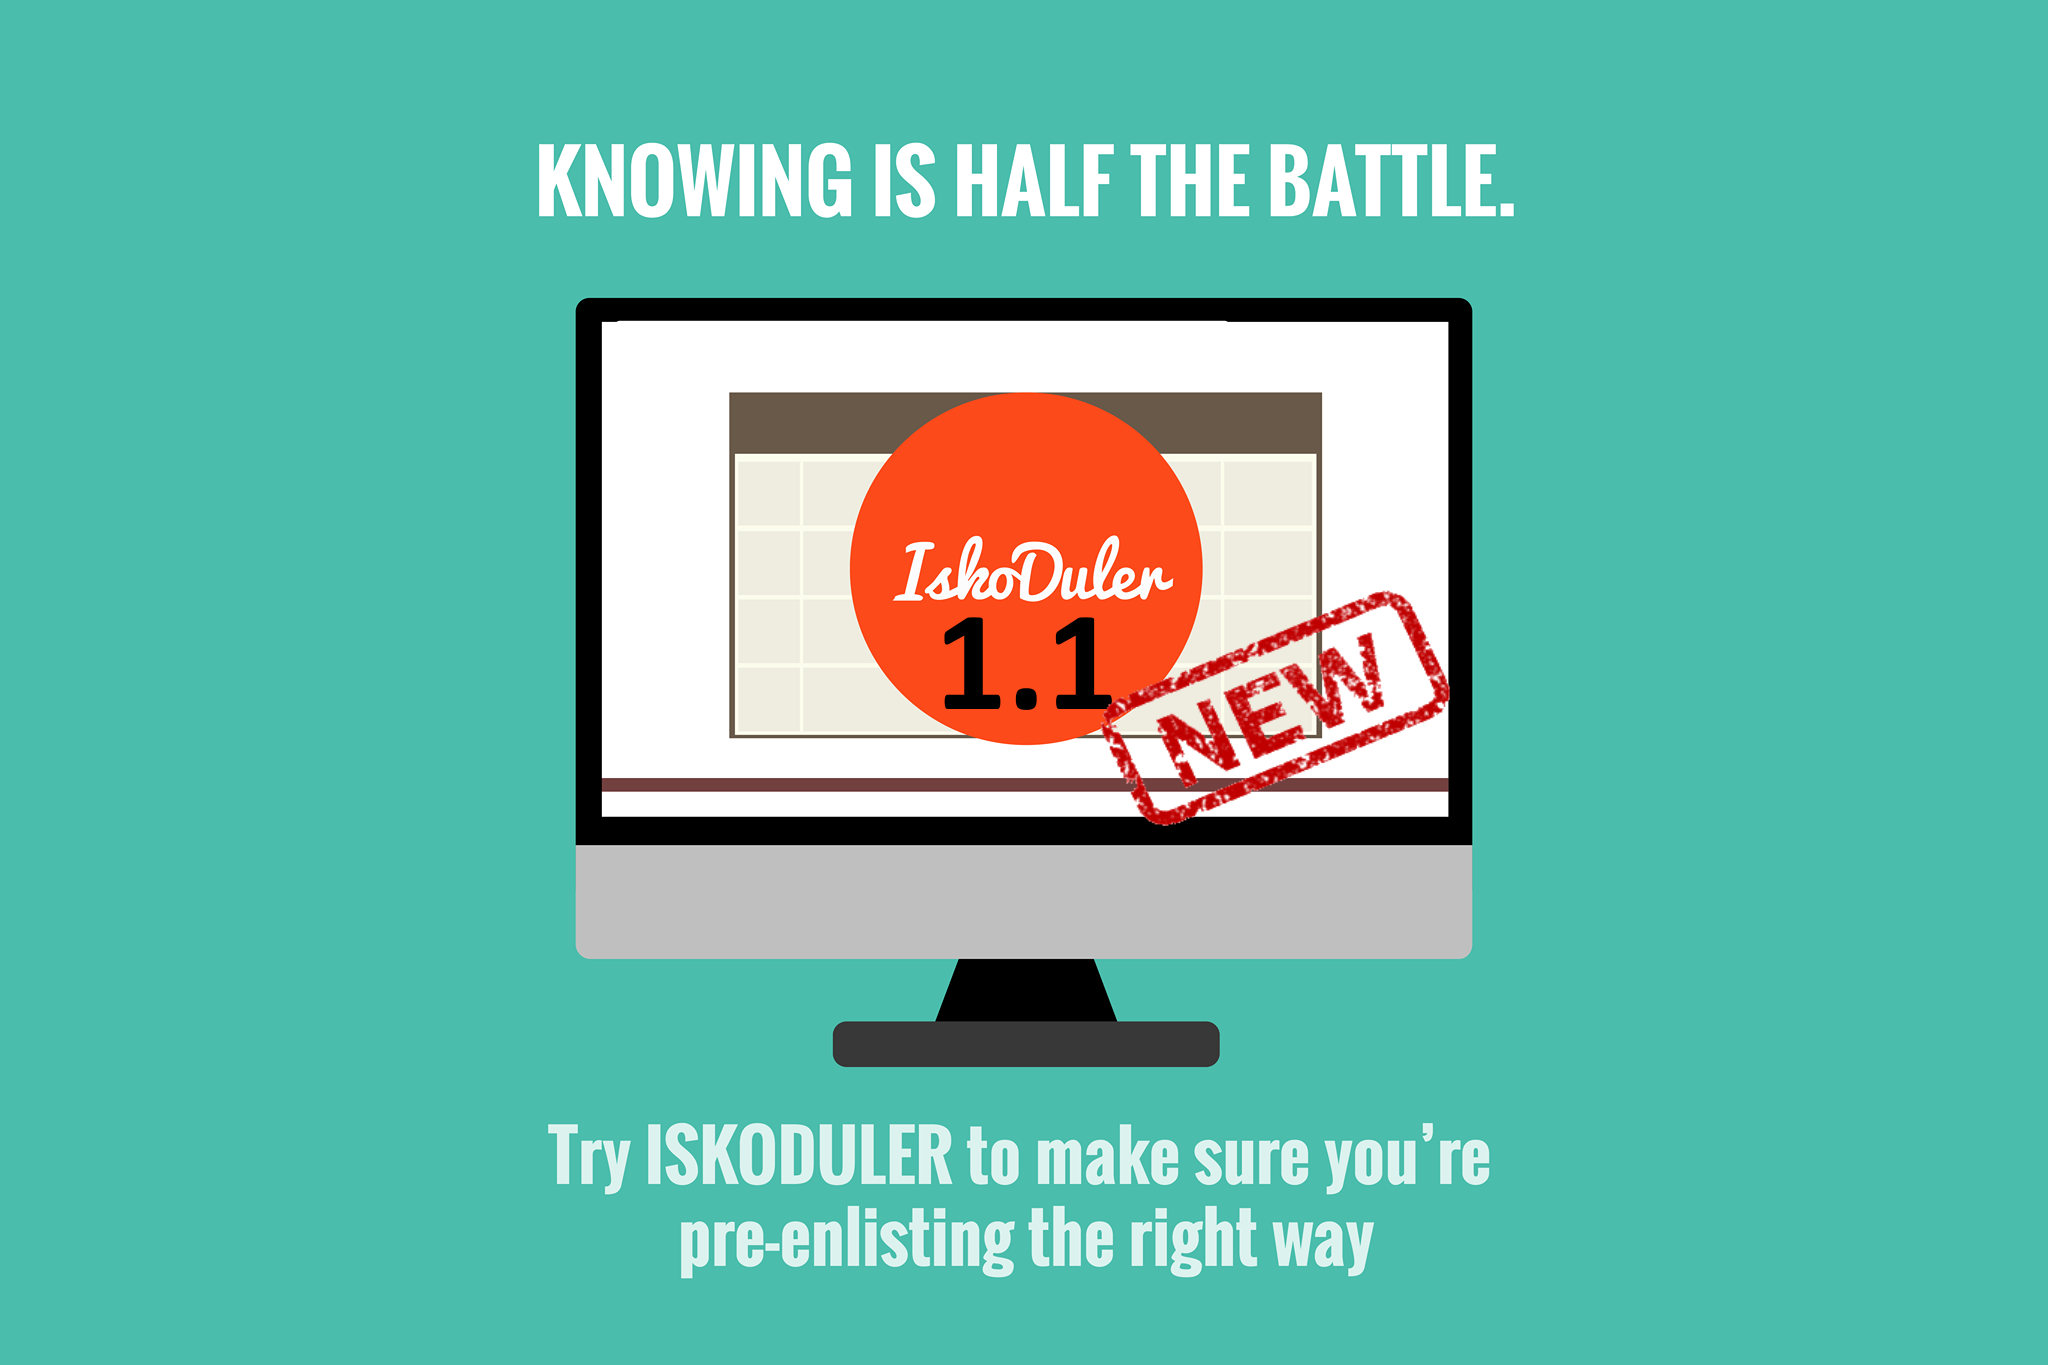 KNOWING IS HALF THE BATTLE.
IskoDuler
1.1
NEW
Try ISKODULER to make sure you’re
pre-enlisting the right way